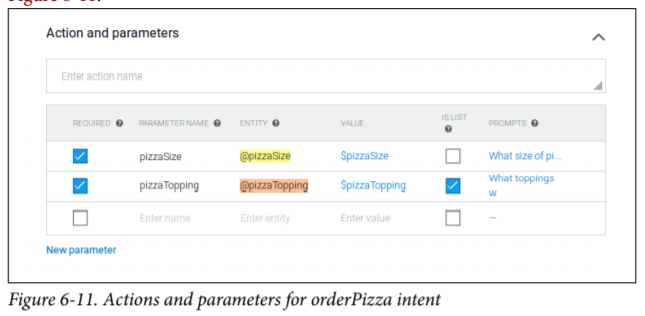 Figure 6-11.
Action and parameters
Enter action name
REQUIRED ? PARAMETER NAME ? ENTITY ? VALUE IS LIST ? PROMPTS ?
pizzaSize @pizzaSize $pizzaSize What size of pi...
pizzaTopping @pizzaTopping $pizzaTopping What toppings
w
Enter name Enter entity Enter value –
New parameter
Figure 6-11. Actions and parameters for orderPizza intent